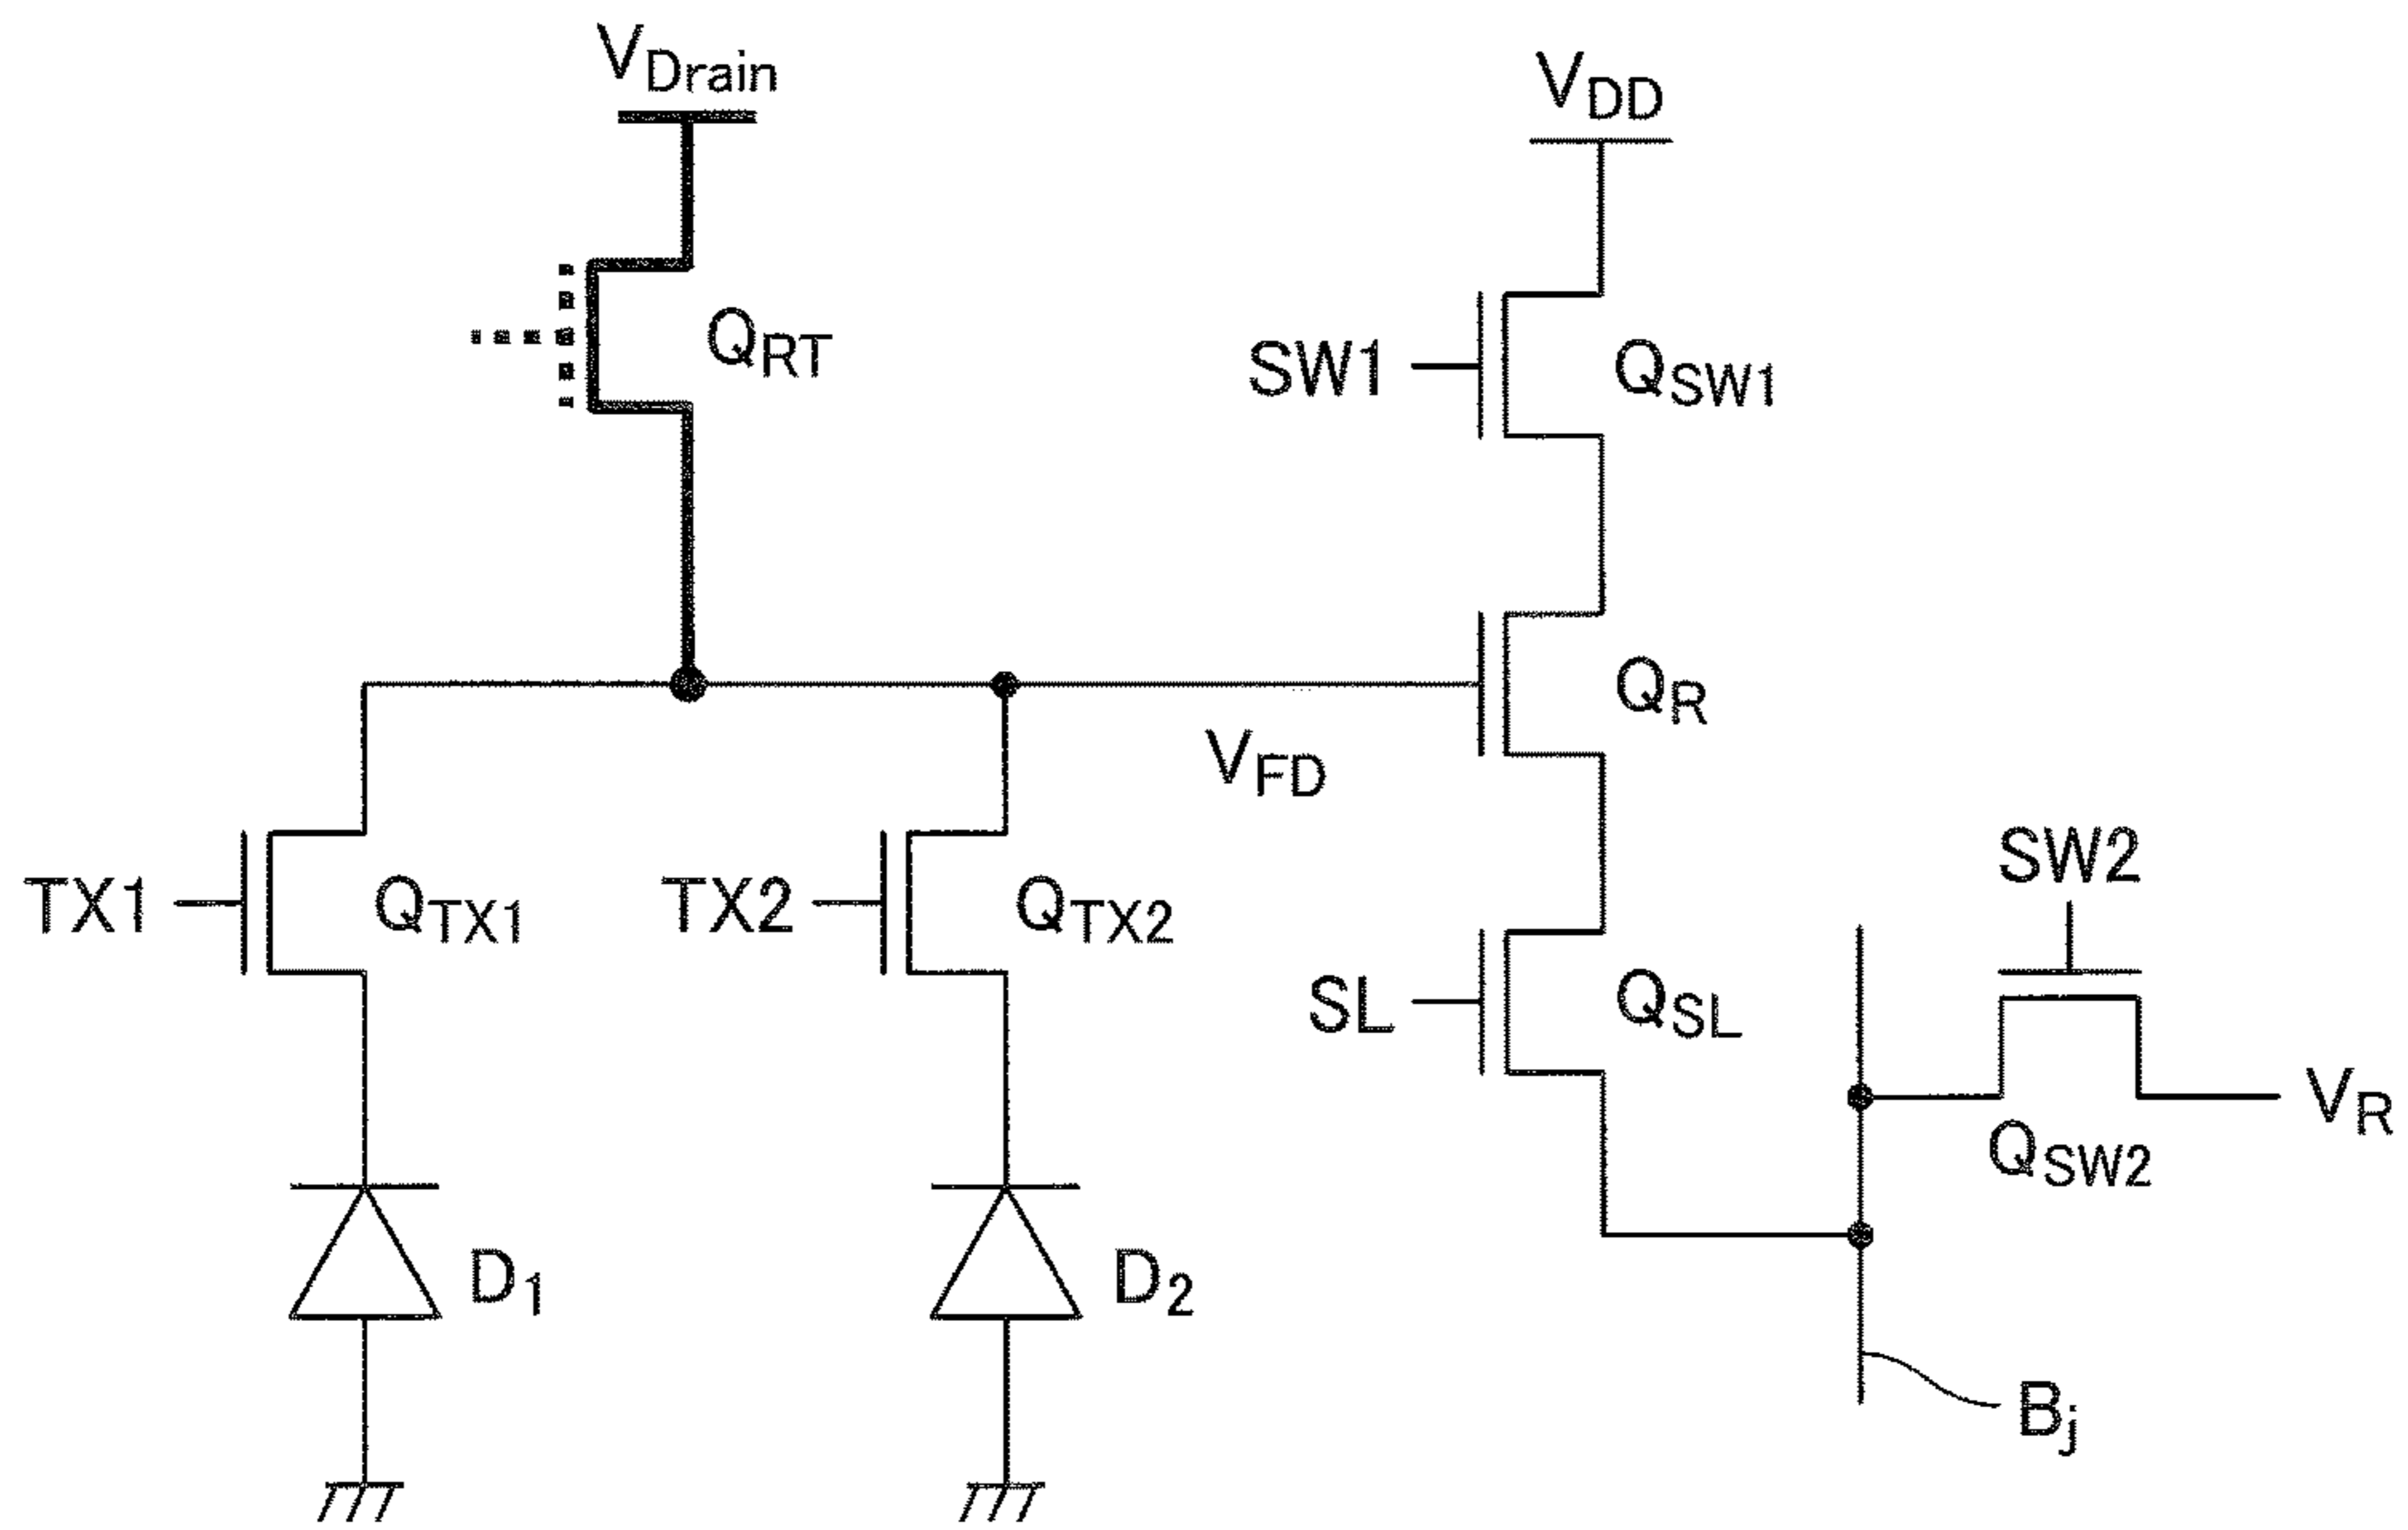 VDrain
VDD
QRT
SW1
QSW1
QR
VFD
TX1
QTX1
TX2
QTX2
SW2
SL
QSL
VR
QSW2
D1
D2
Bj